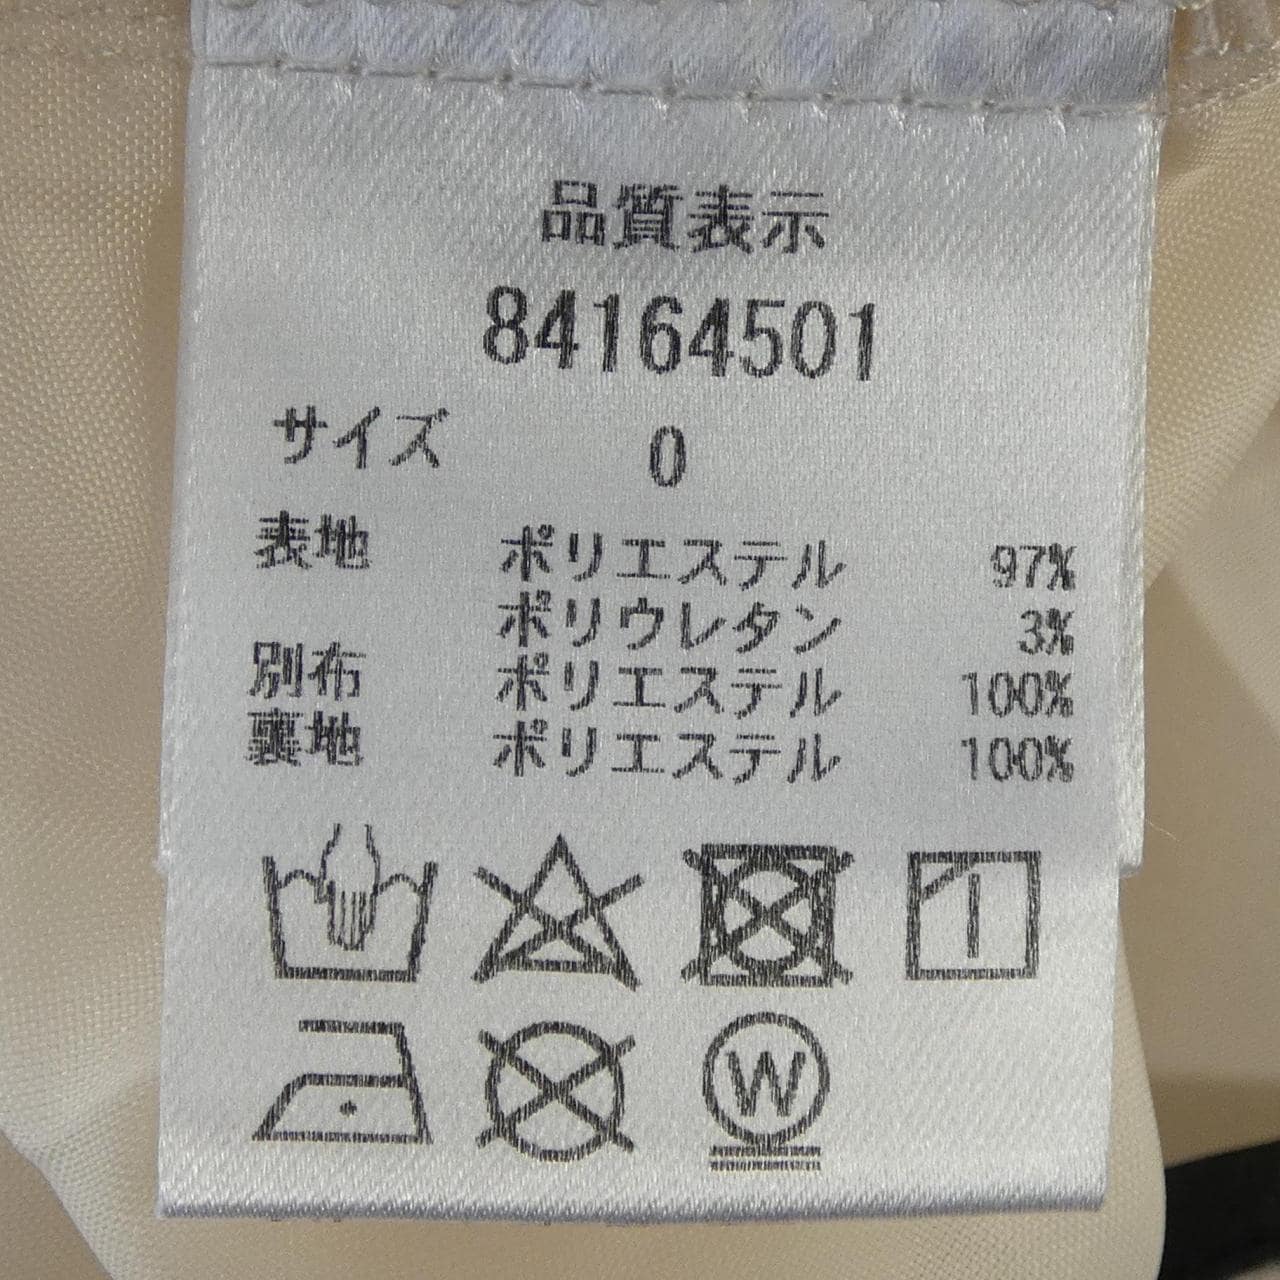 品質表示
84164501
サイズ 0
表地 ポリエステル 97%
ポリウレタン 3%
別布 ポリエステル 100%
裏地 ポリエステル 100%
W